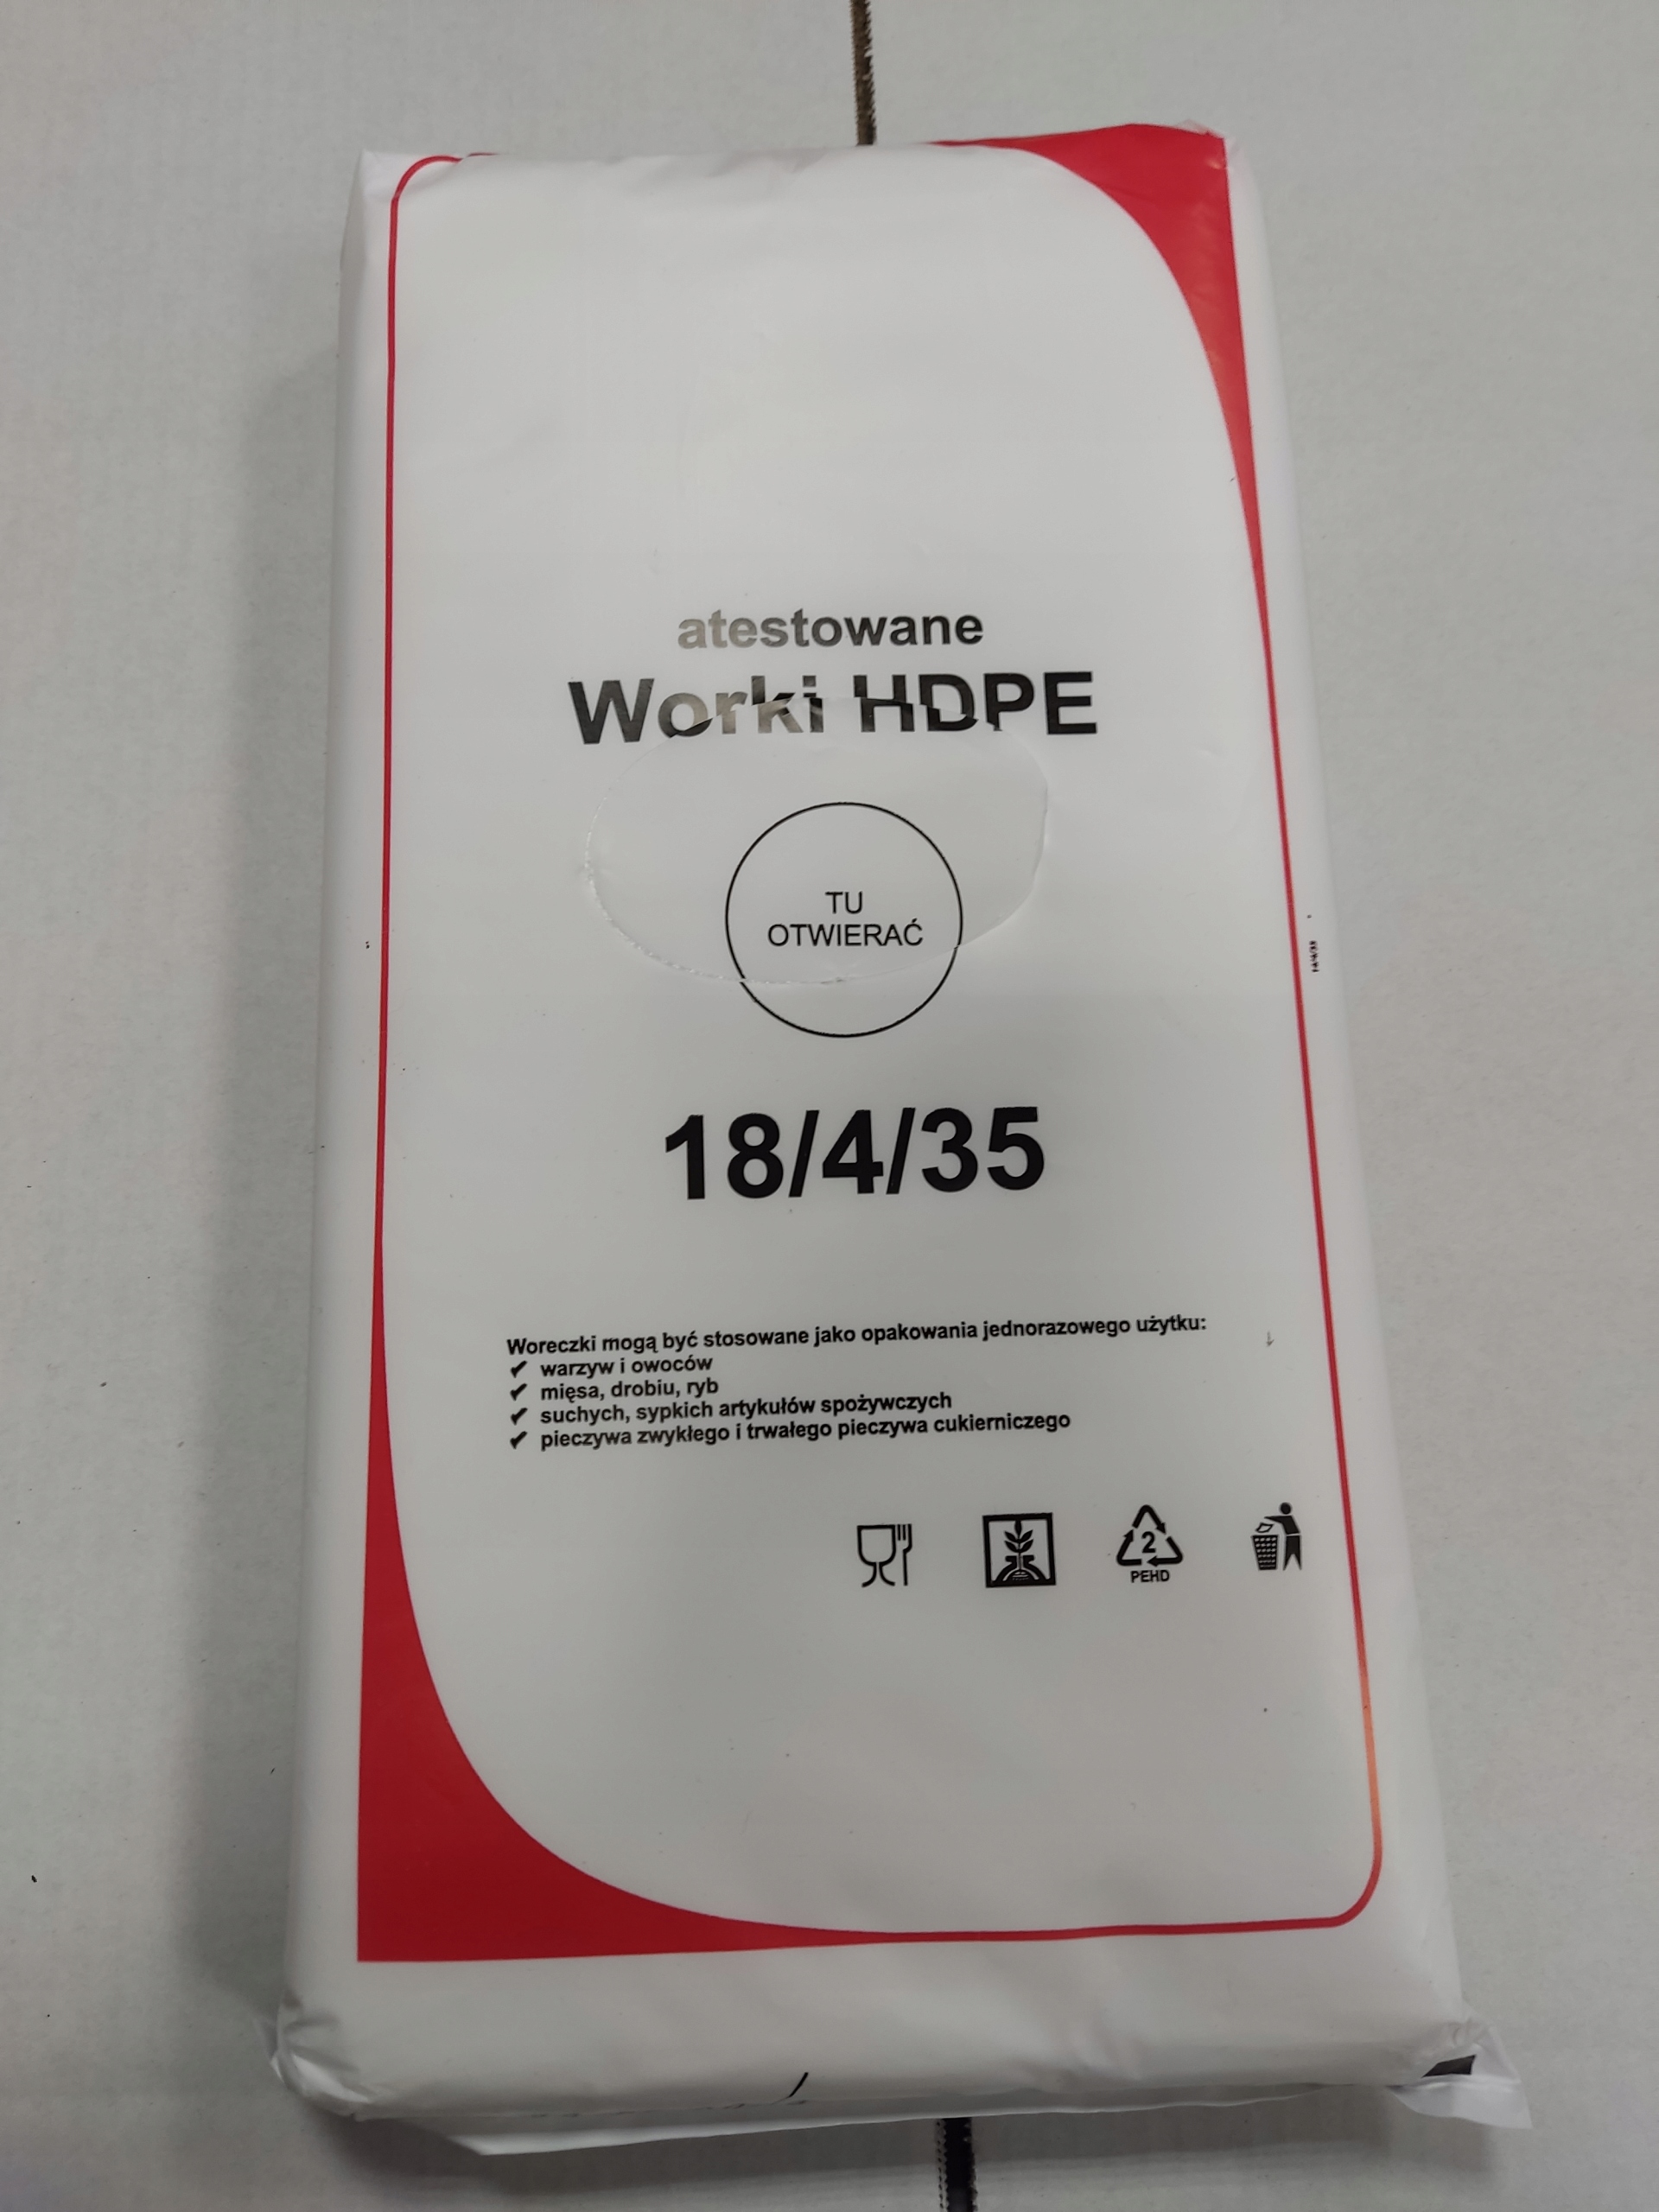 atestowane
Worki HDPE
TU
OTWIERAĆ
18/4/35
Woreczki mogą być stosowane jako opakowania jednorazowego użytku:
✔ warzyw i owoców
✔ mięsa, drobiu, ryb
✔ suchych, sypkich artykułów spożywczych
✔ pieczywa zwykłego i trwałego pieczywa cukierniczego
2
PEHD